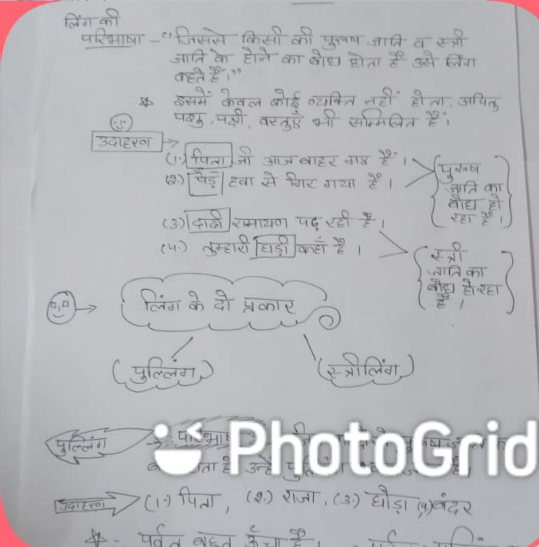 लिंग की
परिभाषा - "जिससे किसी की पुरुष जाति व स्त्री
जाति के होने का बोध होता है उसे लिंग
कहते हैं।"
इसमें केवल कोई व्यक्ति नहीं होता, अपितु
पशु, पक्षी, वस्तुएँ भी सम्मिलित हैं।
उदाहरण
(1.) पिता जी आज बाहर गए हैं।
(2.) पेड़ हवा से गिर गया है।
पुरुष
जाति का
बोध हो
रहा है।
(3) दादी रामायण पढ़ रही है।
(4.) तुम्हारी घड़ी कहाँ है।
स्त्री
जाति का
बोध हो रहा
है।
लिंग के दो प्रकार
(पुल्लिंग)
(स्त्रीलिंग)
पुल्लिंग
PhotoGrid
उदाहरण (1.) पिता, (2.) राजा, (3.) घोड़ा (4) बंदर
पर्वत बहुत ऊँचा है।